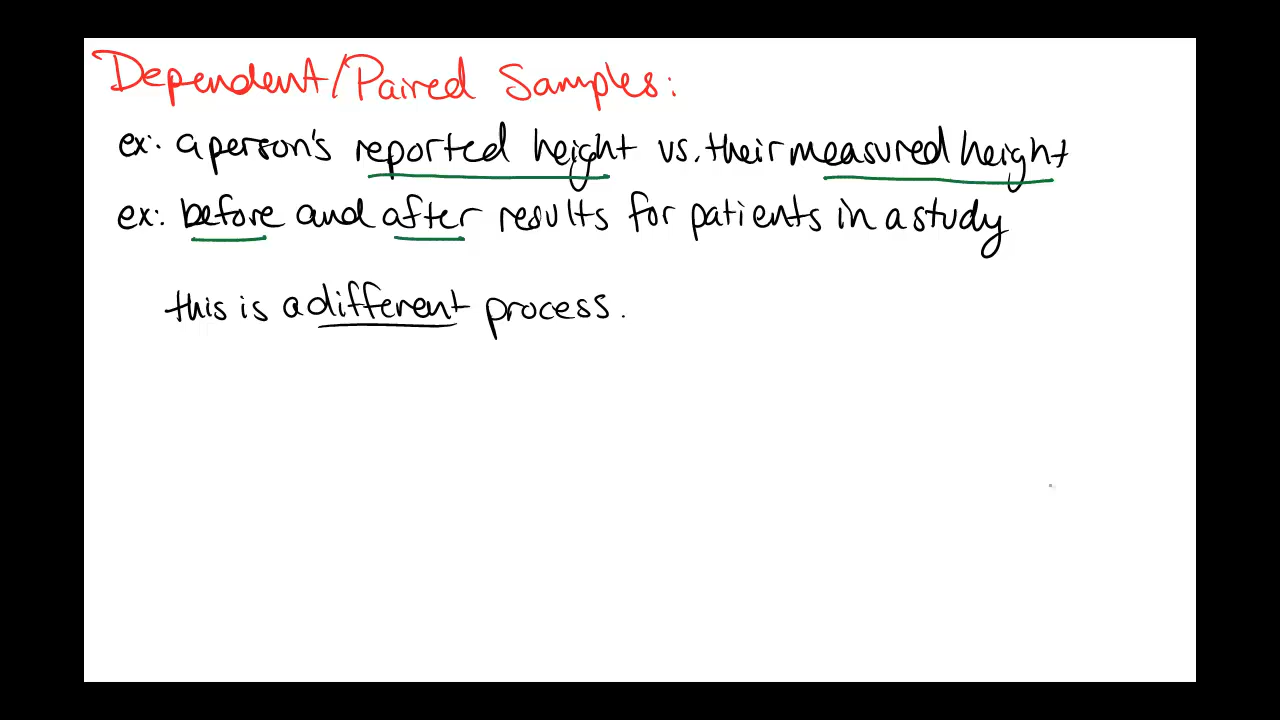 Dependent/Paired Samples:
ex: a person's reported height vs. their measured height
ex: before and after results for patients in a study
this is a different process.